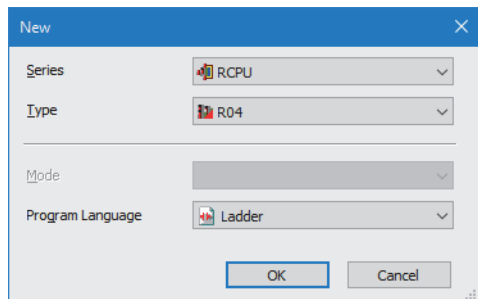 New
Series RCPU
Type R04
Mode
Program Language Ladder
OK Cancel